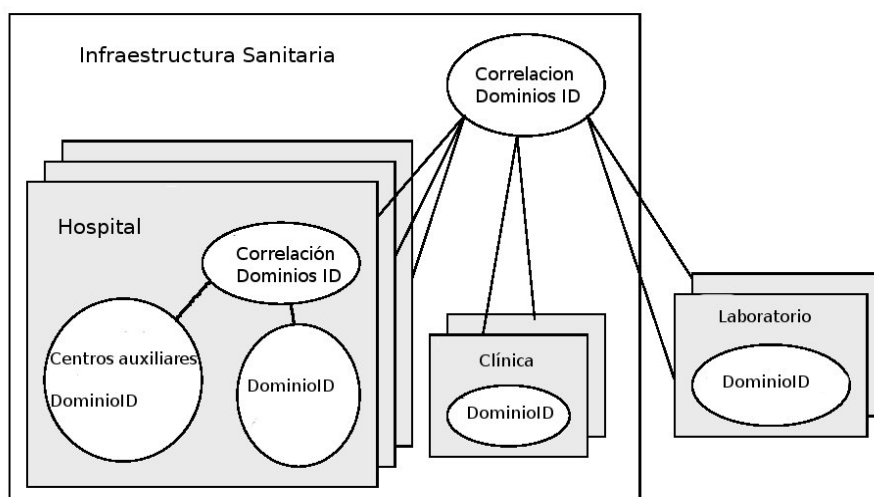 Infraestructura Sanitaria
Correlacion
Dominios ID
Hospital
Correlación
Dominios ID
Centros auxiliares
DominioID
DominioID
Clínica
DominioID
Laboratorio
DominioID